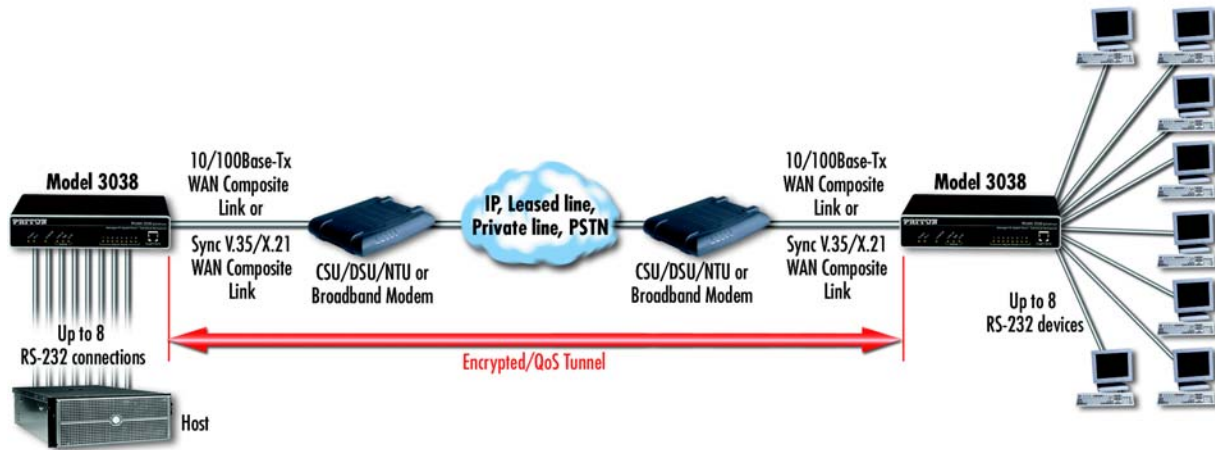 Model 3038
PATTON
10/100Base-Tx
WAN Composite
Link or
Sync V.35/X.21
WAN Composite
Link
CSU/DSU/NTU or
Broadband Modem
IP, Leased line,
Private line, PSTN
CSU/DSU/NTU or
Broadband Modem
10/100Base-Tx
WAN Composite
Link or
Sync V.35/X.21
WAN Composite
Link
Model 3038
PATTON
Up to 8
RS-232 connections
Host
Encrypted/QoS Tunnel
Up to 8
RS-232 devices